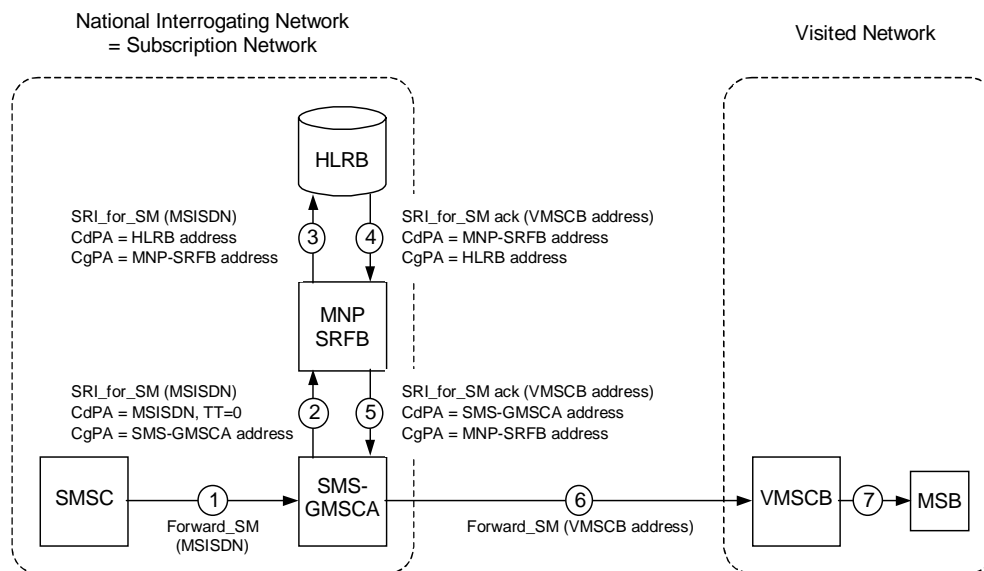 National Interrogating Network
= Subscription Network
Visited Network
HLRB
SRI_for_SM (MSISDN)
CdPA = HLRB address
CgPA = MNP-SRFB address
3
4
SRI_for_SM ack (VMSCB address)
CdPA = MNP-SRFB address
CgPA = HLRB address
MNP
SRFB
SRI_for_SM (MSISDN)
CdPA = MSISDN, TT=0
CgPA = SMS-GMSCA address
2
5
SRI_for_SM ack (VMSCB address)
CdPA = SMS-GMSCA address
CgPA = MNP-SRFB address
SMSC
1
Forward_SM
(MSISDN)
SMS-
GMSCA
6
Forward_SM (VMSCB address)
VMSCB
7
MSB